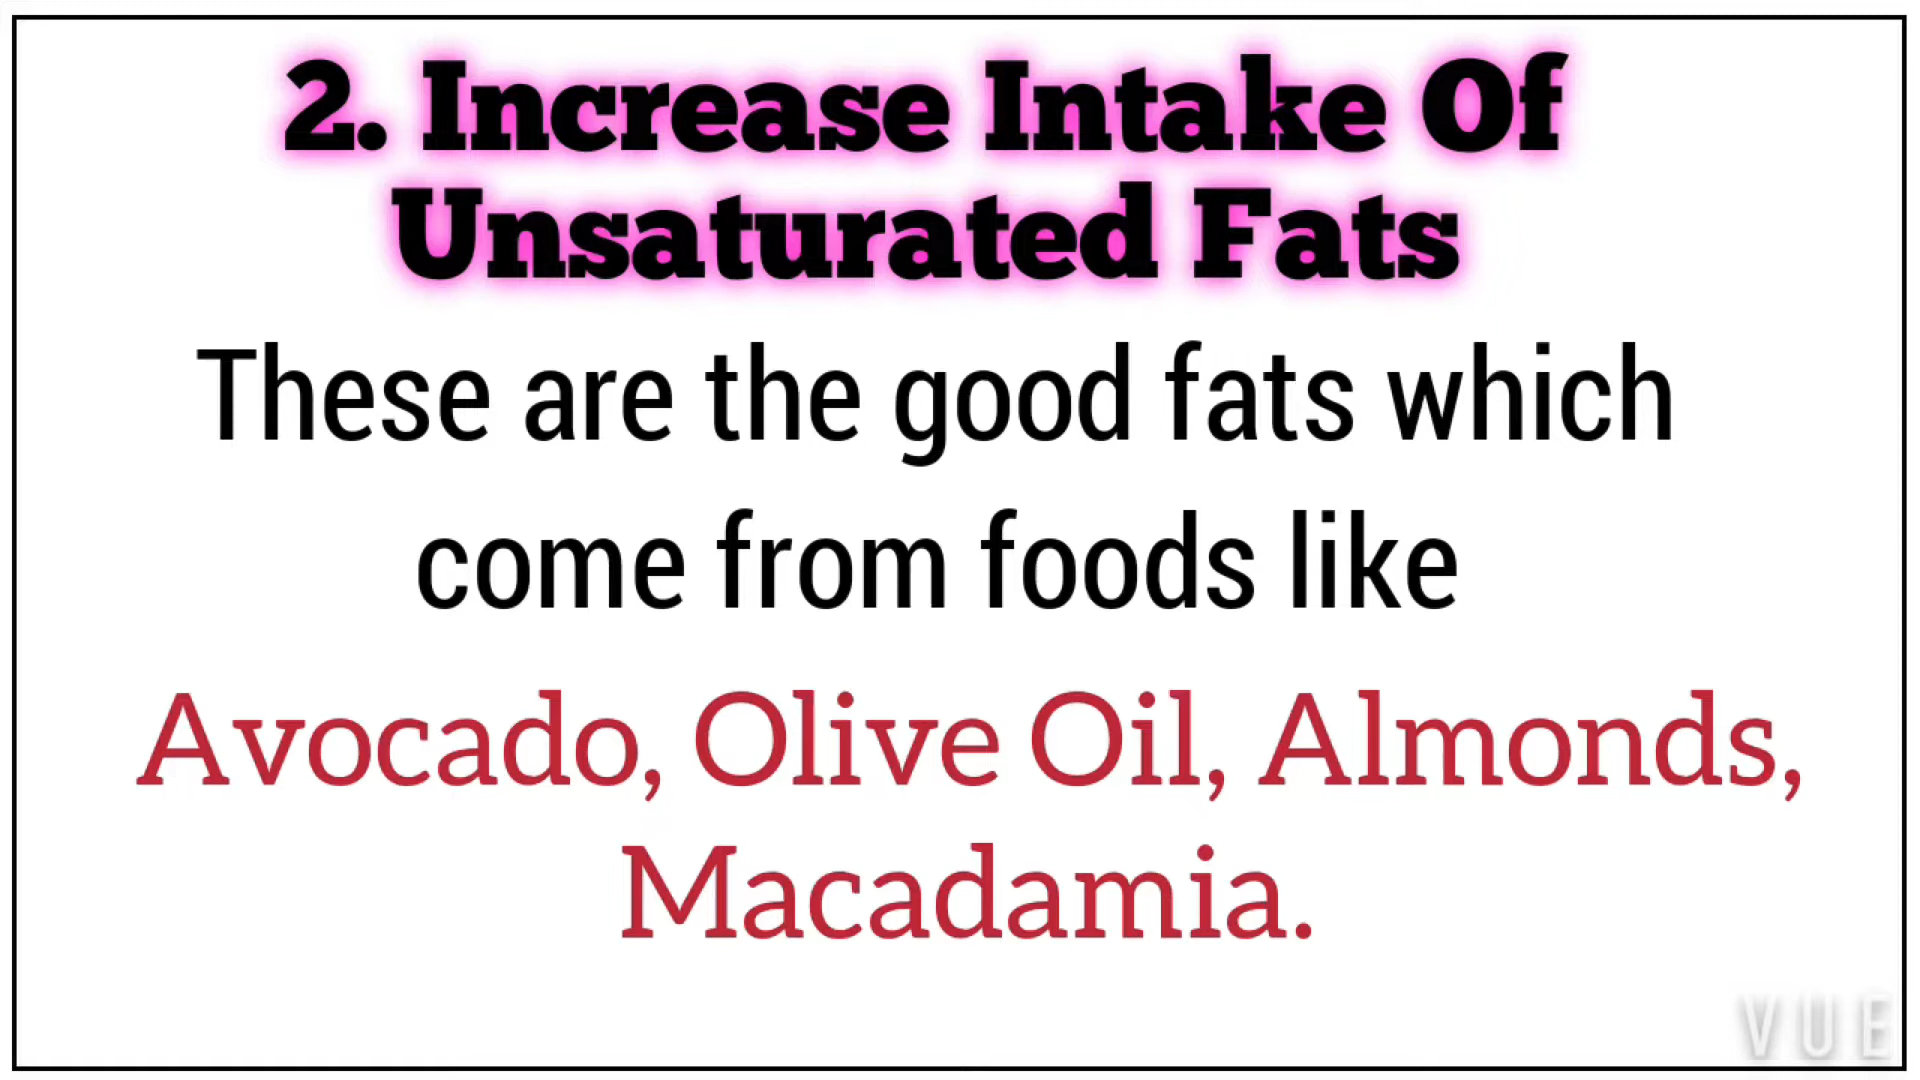 2. Increase Intake Of
Unsaturated Fats
These are the good fats which
come from foods like
Avocado, Olive Oil, Almonds,
Macadamia.
VUE